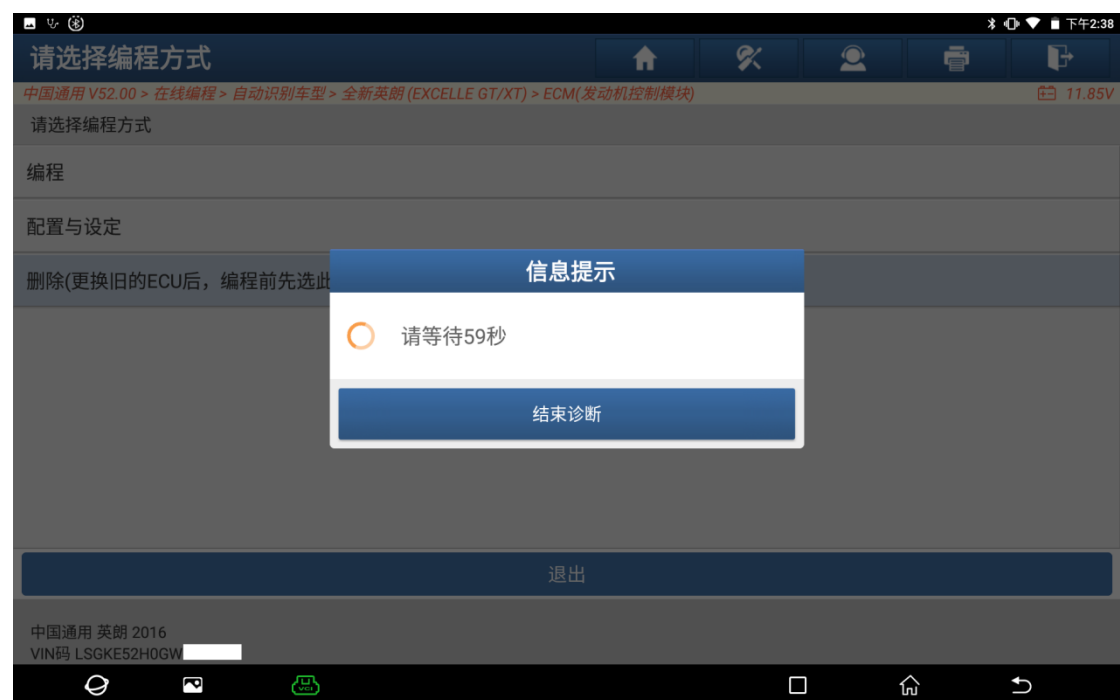 下午2:38
请选择编程方式
中国通用 V52.00 > 在线编程 > 自动识别车型 > 全新英朗 (EXCELLE GT/XT) > ECM(发动机控制模块) 11.85V
请选择编程方式
编程
配置与设定
删除(更换旧的ECU后，编程前先选此
信息提示
请等待59秒
结束诊断
退出
中国通用 英朗 2016
VIN码 LSGKE52H0GW
VCI